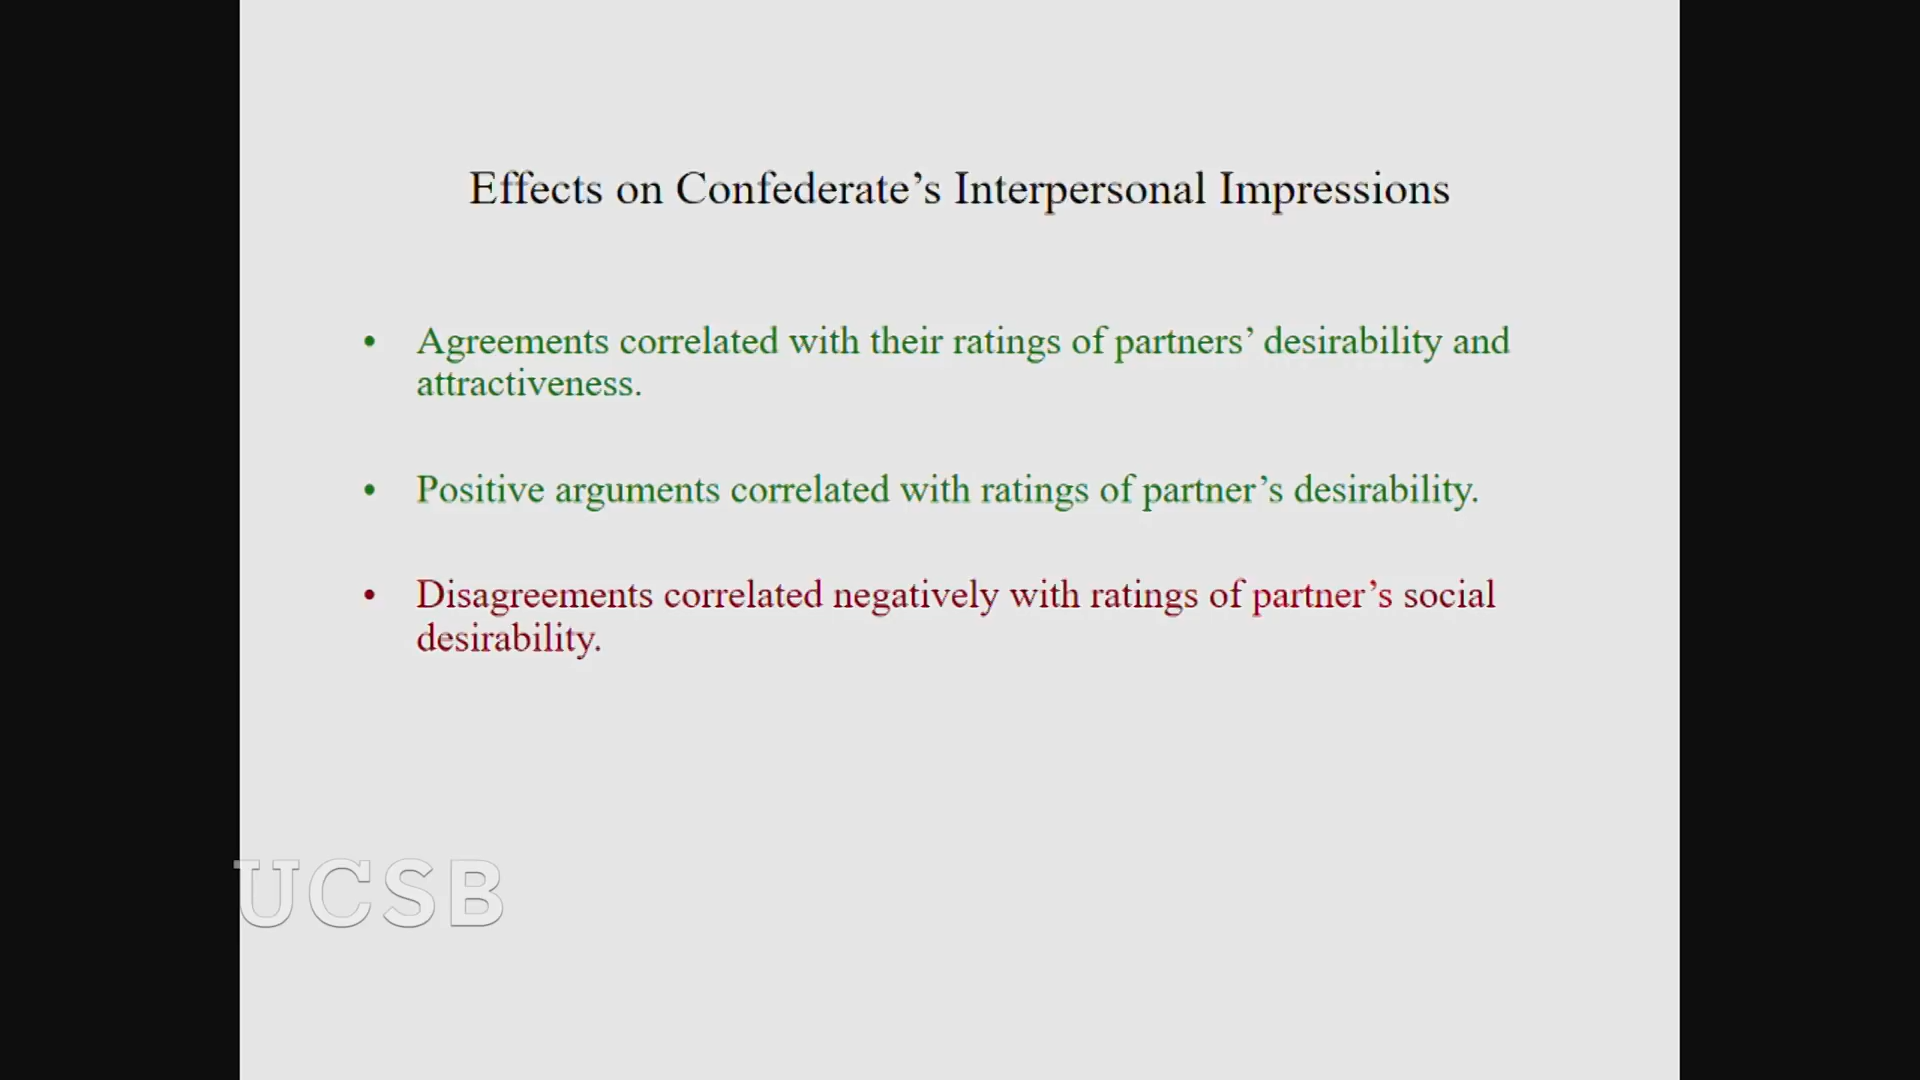 Effects on Confederate’s Interpersonal Impressions
• Agreements correlated with their ratings of partners’ desirability and
attractiveness.
• Positive arguments correlated with ratings of partner’s desirability.
• Disagreements correlated negatively with ratings of partner’s social
desirability.
UCSB